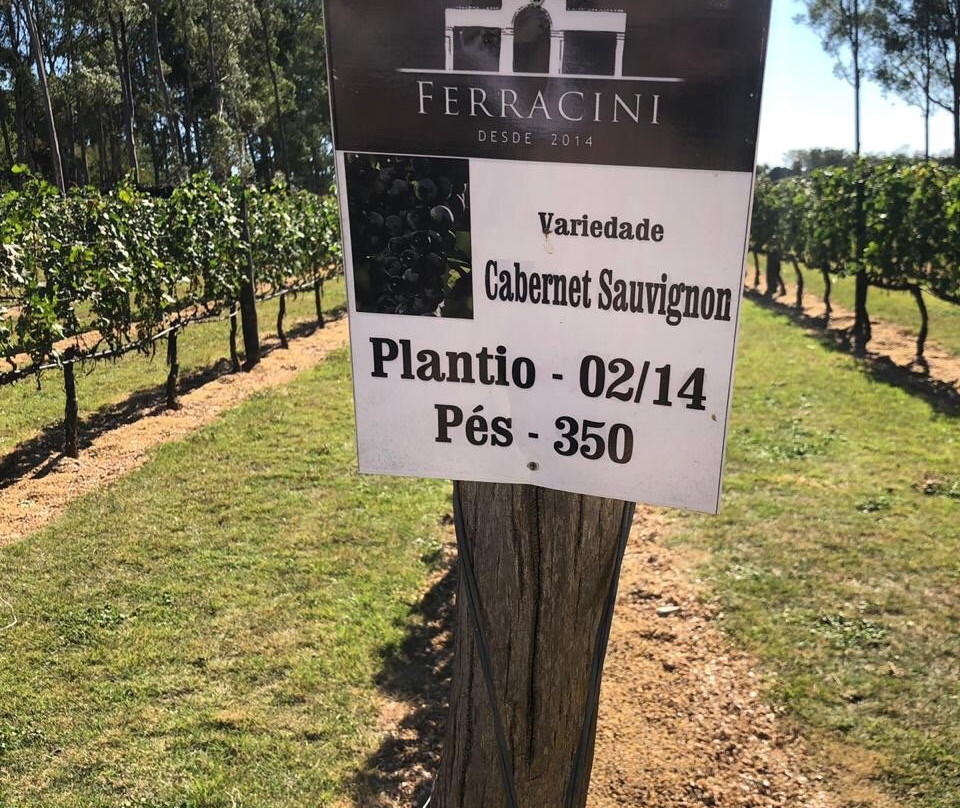 FERRACINI
DESDE 2014
Variedade
Cabernet Sauvignon
Plantio - 02/14
Pés - 350